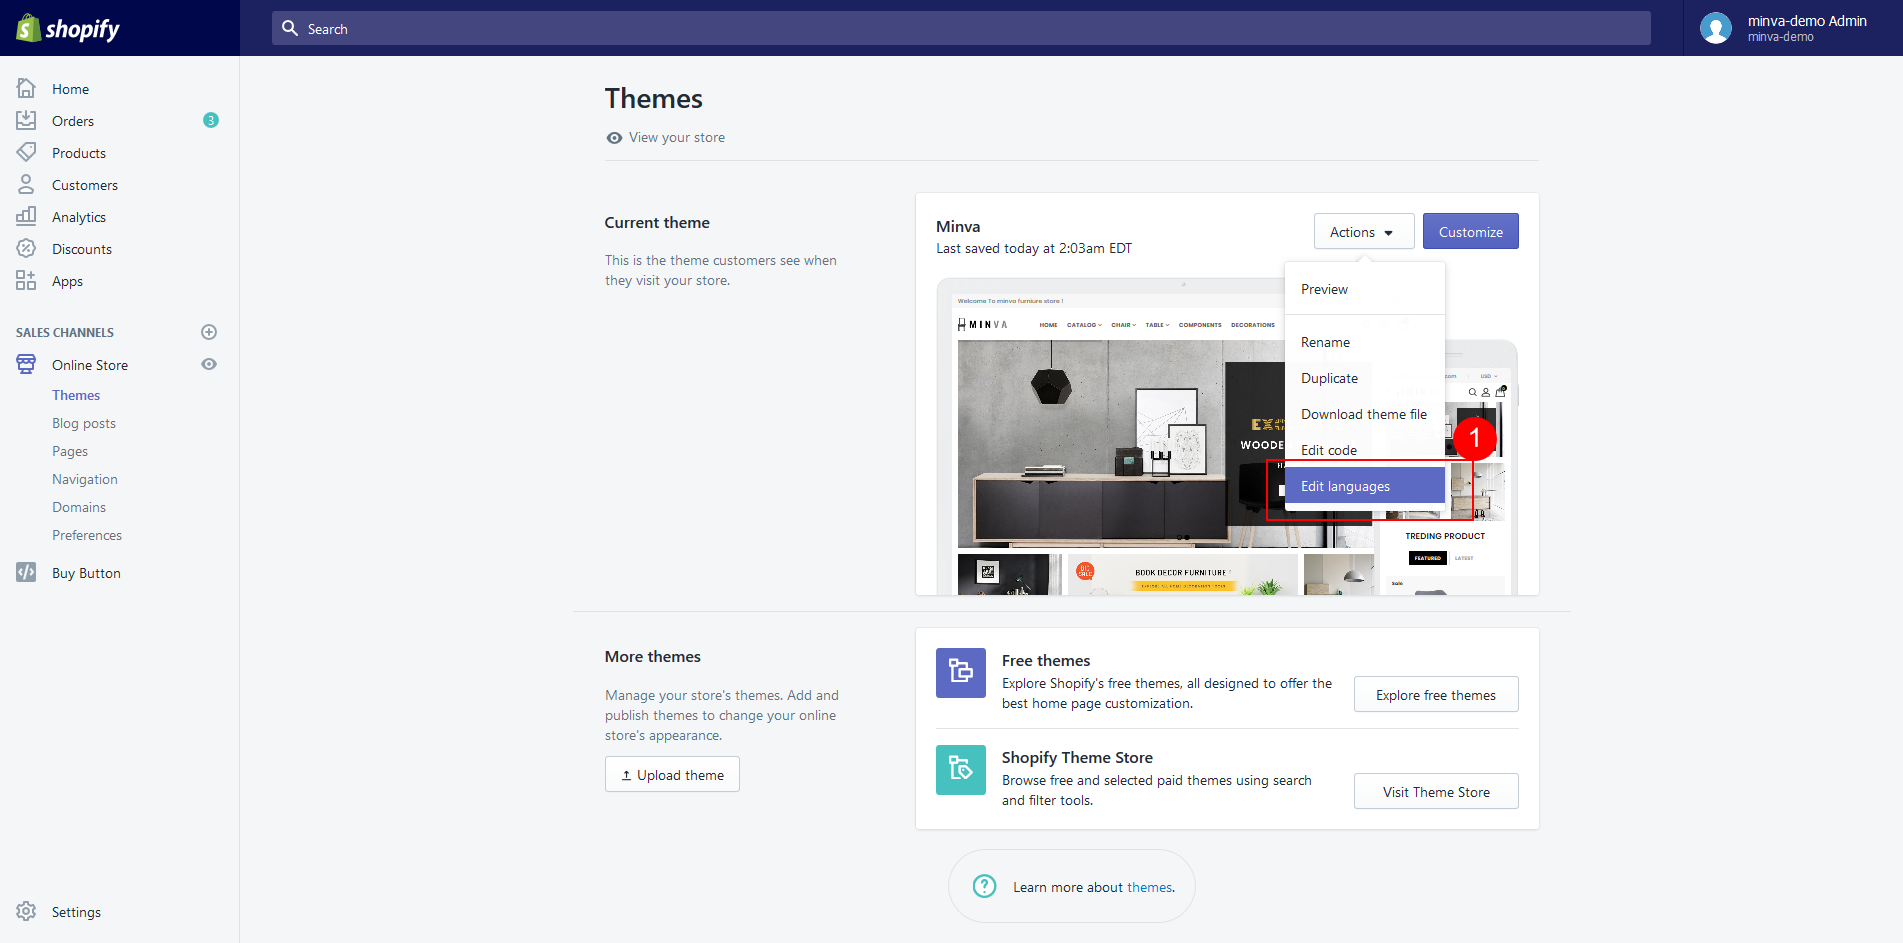 shopify
Search
minva-demo Admin
minva-demo
Home
Orders
3
Products
Customers
Analytics
Discounts
Apps
SALES CHANNELS
Online Store
Themes
Blog posts
Pages
Navigation
Domains
Preferences
Buy Button
Settings
Themes
View your store
Current theme
This is the theme customers see when
they visit your store.
Minva
Last saved today at 2:03am EDT
Actions
Customize
Preview
Rename
Duplicate
Download theme file
Edit code
Edit languages
1
Welcome To minva furniure store !
MINVA
HOME
CATALOG
CHAIR
TABLE
COMPONENTS
DECORATIONS
WOODE
.com
USD
BIG
SALE
BOOK DECOR FURNITURE
TREDING PRODUCT
FEATURED
LATEST
Sale
More themes
Manage your store's themes. Add and
publish themes to change your online
store's appearance.
Upload theme
Free themes
Explore Shopify's free themes, all designed to offer the
best home page customization.
Explore free themes
Shopify Theme Store
Browse free and selected paid themes using search
and filter tools.
Visit Theme Store
Learn more about themes.